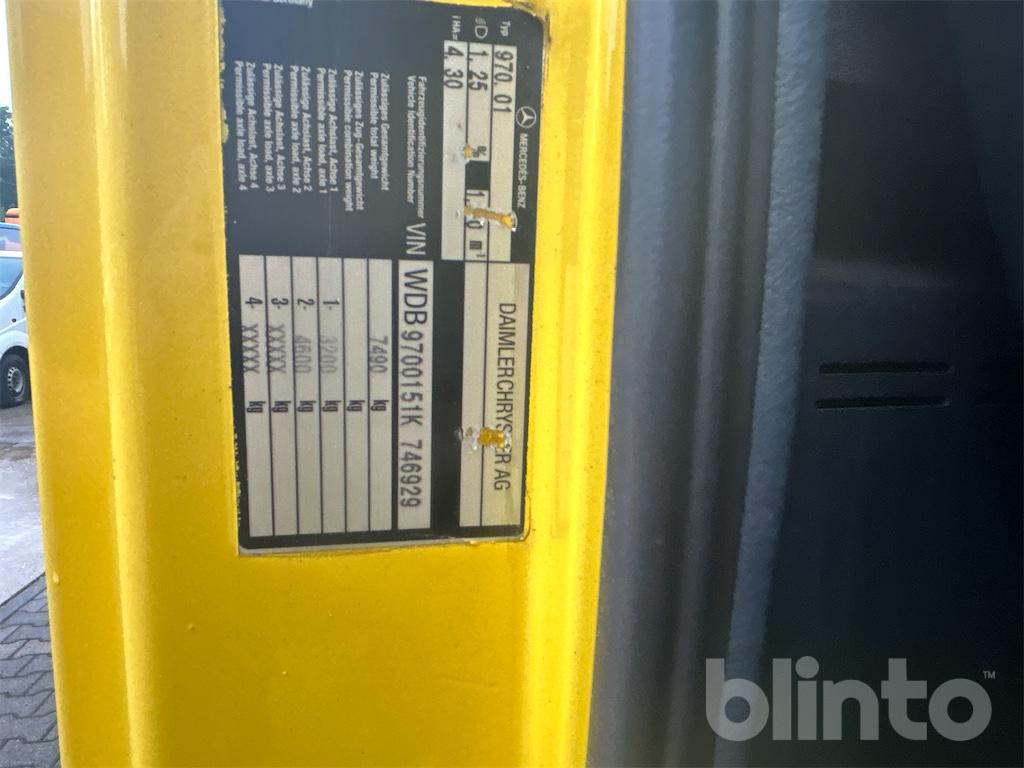 MERCEDES-BENZ
Typ 970.01
1.25 %
i HA= 4.30
DAIMLERCHRYSLER AG
Fahrzeugidentifizierungsnummer
Vehicle Identification Number
VIN WDB9700151K 746929
Zulässiges Gesamtgewicht
Permissible total weight
7490 kg
Zulässiges Zug.-Gesamtgewicht
Permissible combination weight
kg
Zulässige Achslast, Achse 1
Permissible axle load, axle 1
1- 3200 kg
Zulässige Achslast, Achse 2
Permissible axle load, axle 2
2- 4600 kg
Zulässige Achslast, Achse 3
Permissible axle load, axle 3
3- XXXXX kg
Zulässige Achslast, Achse 4
Permissible axle load, axle 4
4- XXXXX kg
Germany
blinto™